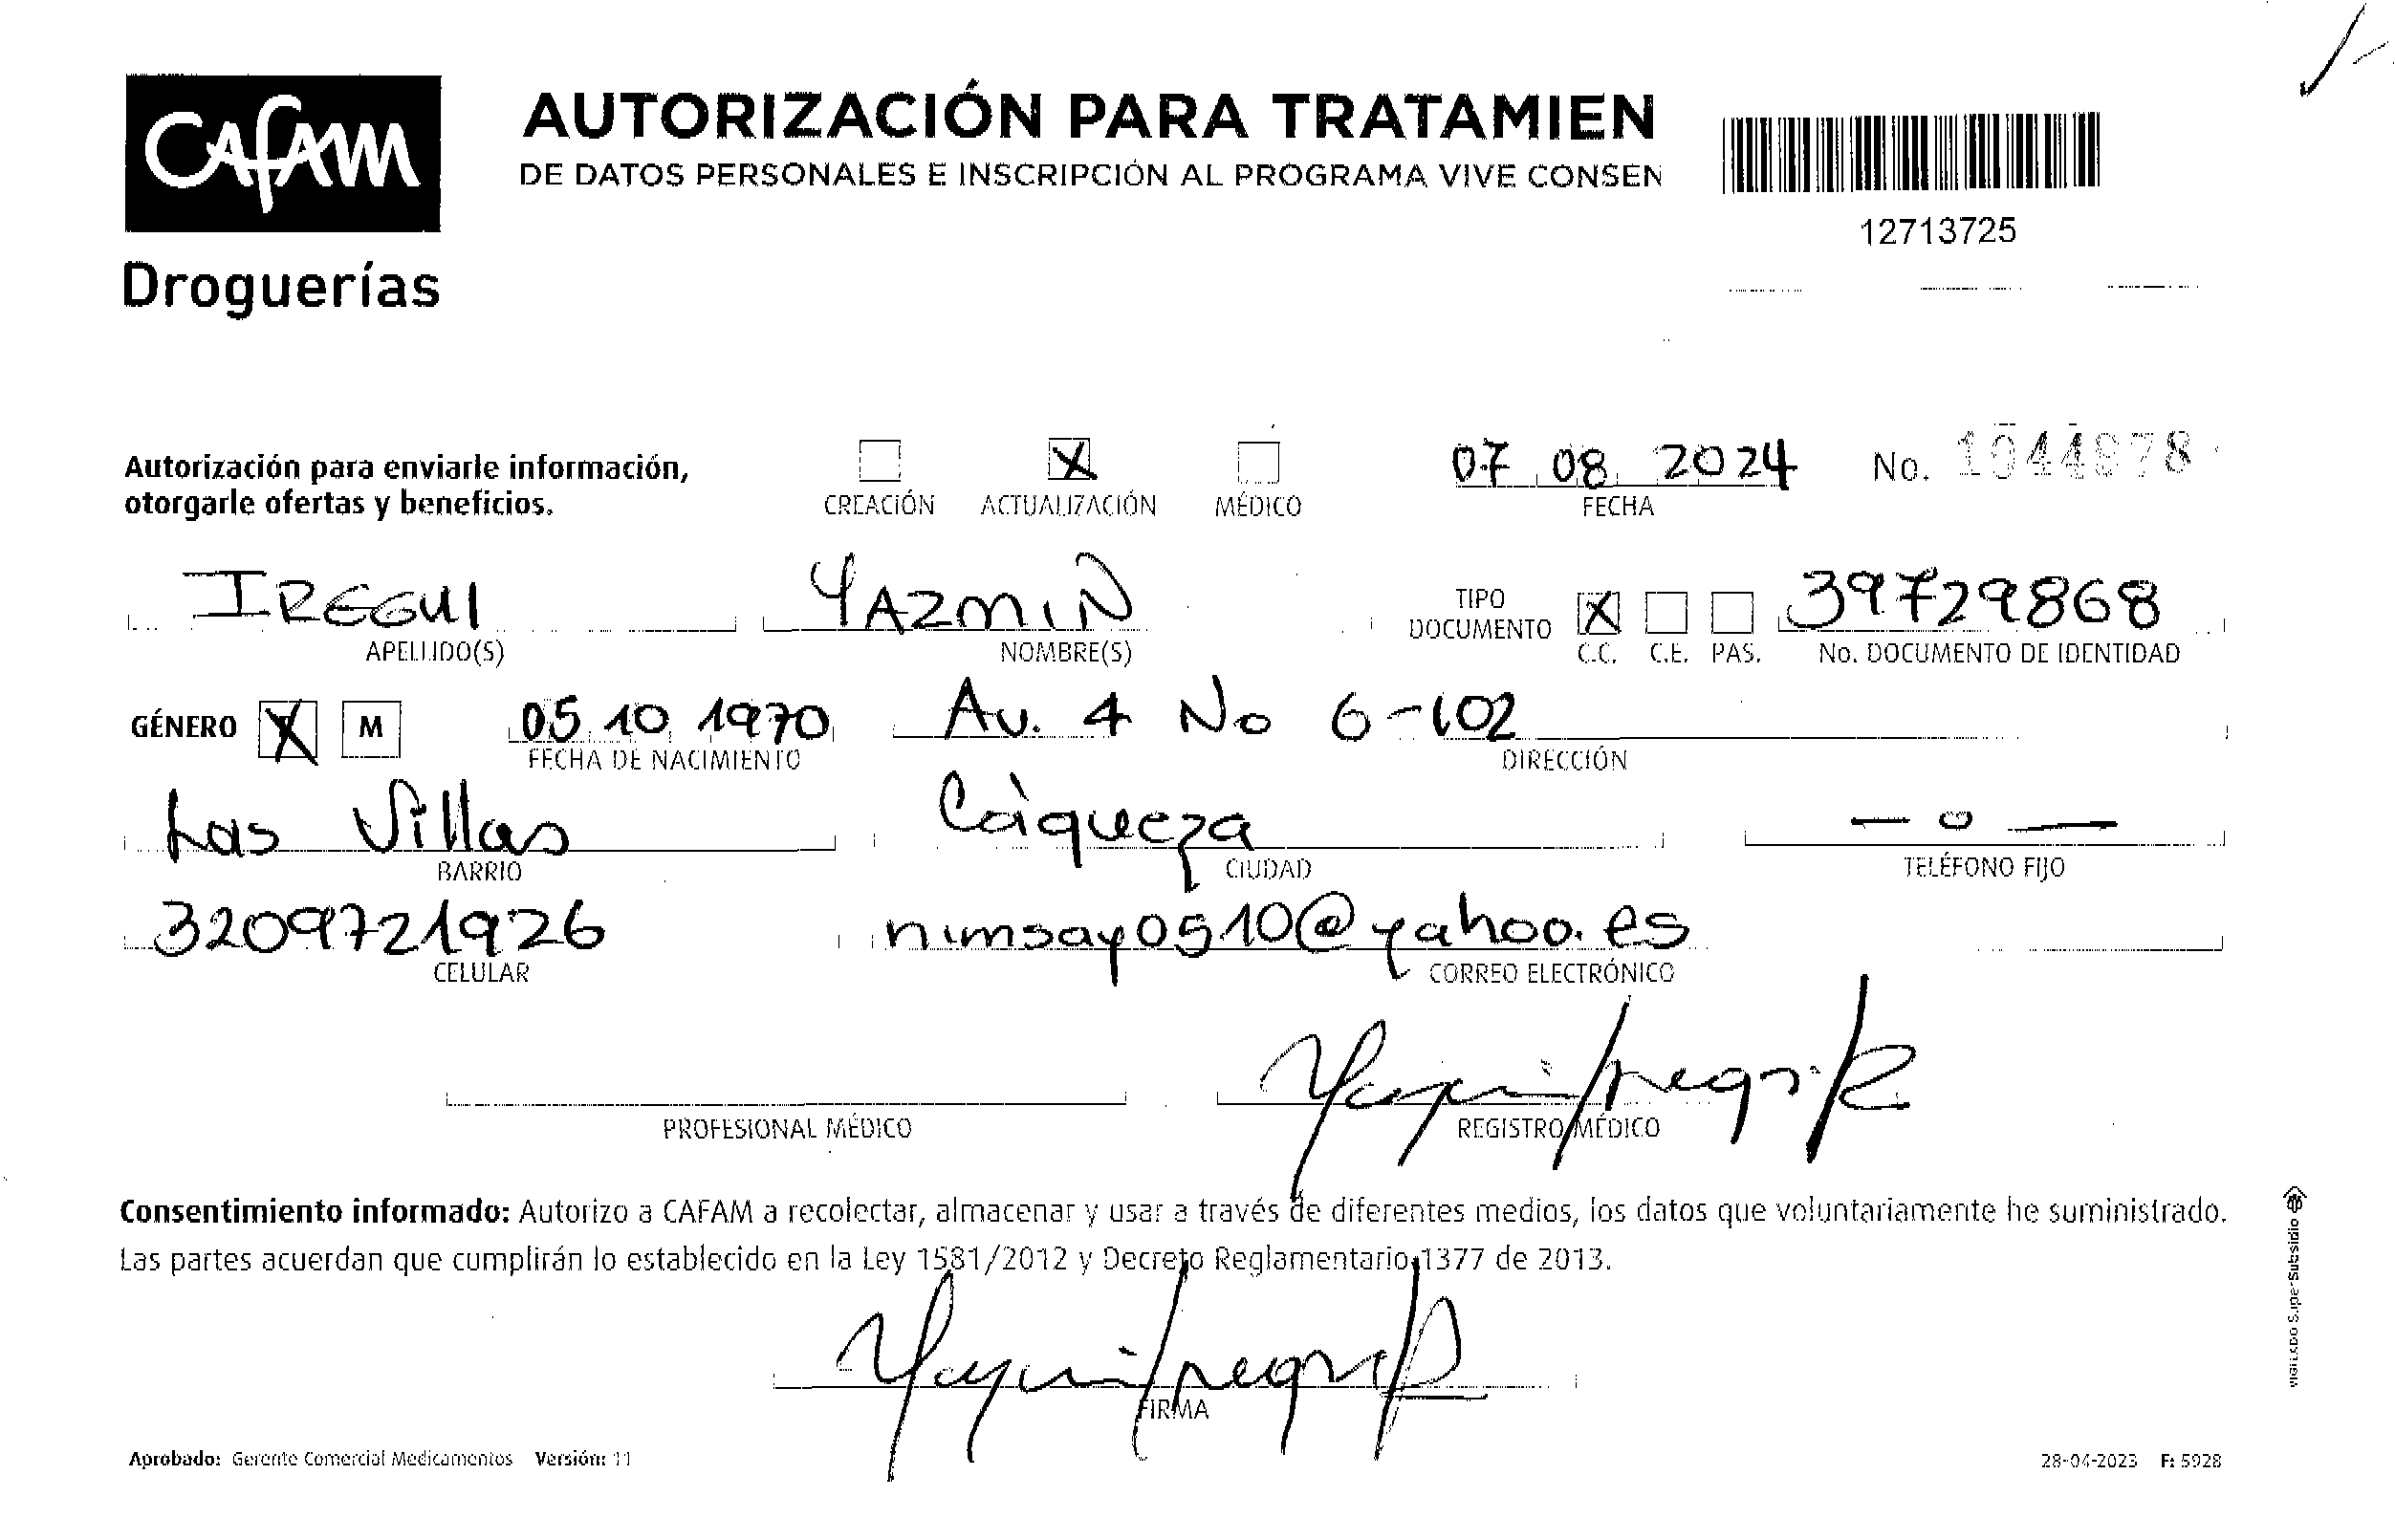 CAFAM
Droguerías
AUTORIZACIÓN PARA TRATAMIEN
DE DATOS PERSONALES E INSCRIPCIÓN AL PROGRAMA VIVE CONSEN
12713725
Autorización para enviarle información,
otorgarle ofertas y beneficios.
X
CREACIÓN ACTUALIZACIÓN MÉDICO
07 08 2024
FECHA
No. 1044978
IREGUI
APELLIDO(S)
YAZMIN
NOMBRE(S)
TIPO
DOCUMENTO
X
C.C. C.E. PAS.
39729868
No. DOCUMENTO DE IDENTIDAD
GÉNERO X M
05 10 1970
FECHA DE NACIMIENTO
Av. 4 No 6-102
DIRECCIÓN
Las Villas
BARRIO
Càqueza
CIUDAD
- 0 -
TELÉFONO FIJO
3209721926
CELULAR
nimsay0510@yahoo.es
CORREO ELECTRÓNICO
PROFESIONAL MÉDICO
REGISTRO MÉDICO
Consentimiento informado: Autorizo a CAFAM a recolectar, almacenar y usar a través de diferentes medios, los datos que voluntariamente he suministrado.
Las partes acuerdan que cumplirán lo establecido en la Ley 1581/2012 y Decreto Reglamentario 1377 de 2013.
FIRMA
Aprobado: Gerente Comercial Medicamentos Versión: 11
28-04-2023 F: 5928
VIGILADO Supe-Subsidio